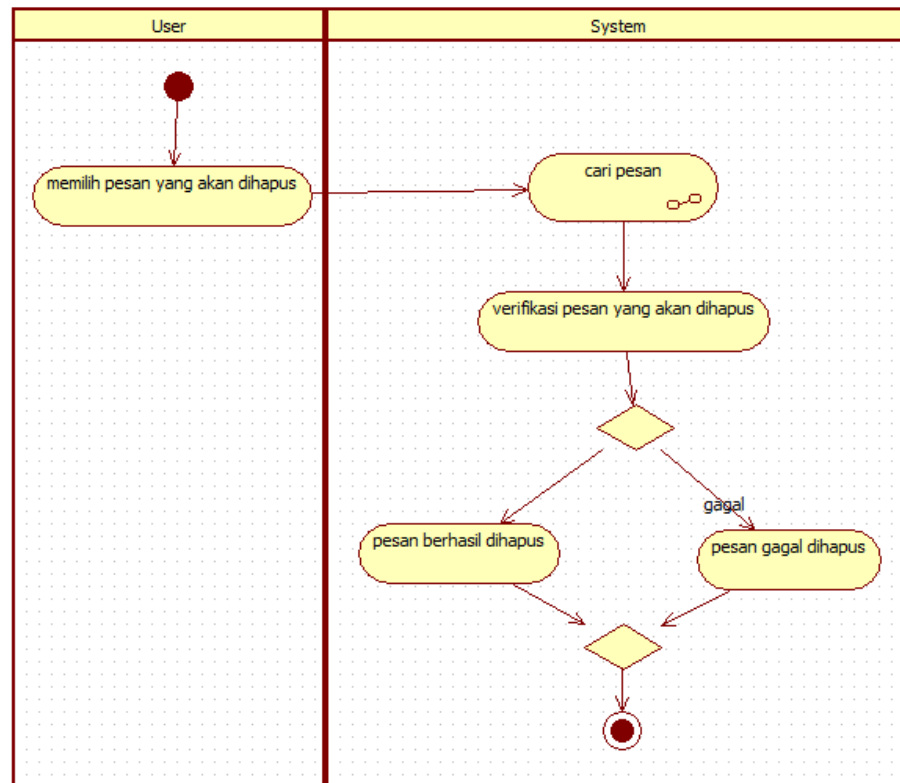 User
System
memilih pesan yang akan dihapus
cari pesan
verifikasi pesan yang akan dihapus
gagal
pesan berhasil dihapus
pesan gagal dihapus